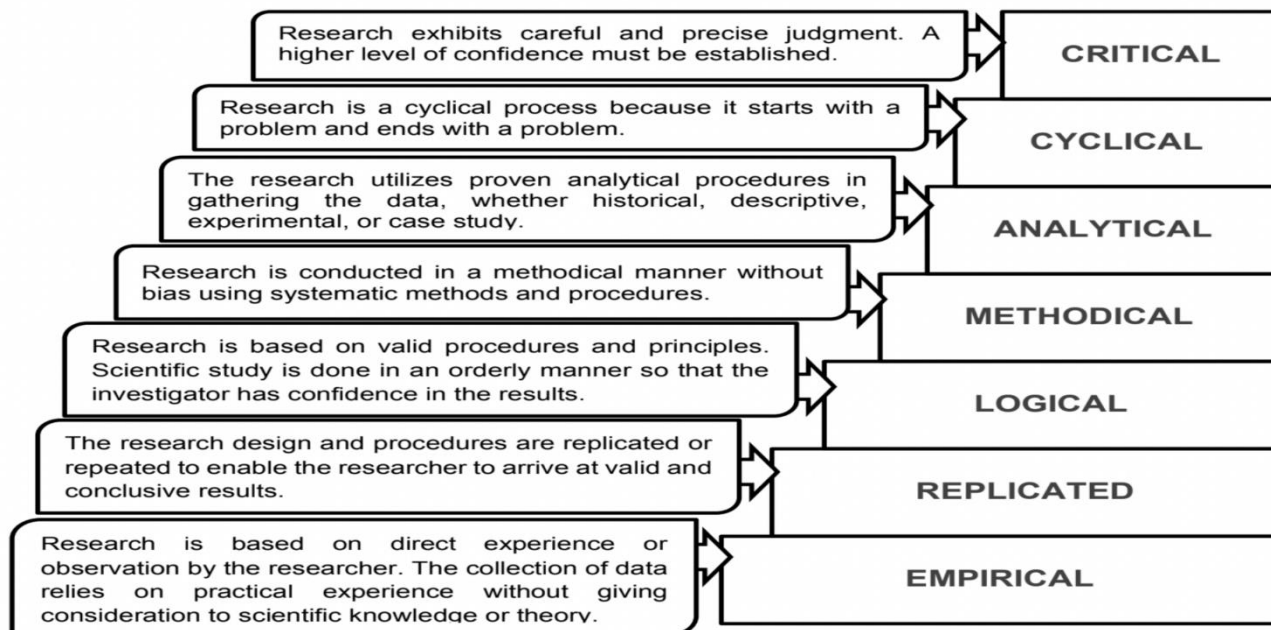 Research exhibits careful and precise judgment. A
higher level of confidence must be established.
CRITICAL
Research is a cyclical process because it starts with a
problem and ends with a problem.
CYCLICAL
The research utilizes proven analytical procedures in
gathering the data, whether historical, descriptive,
experimental, or case study.
ANALYTICAL
Research is conducted in a methodical manner without
bias using systematic methods and procedures.
METHODICAL
Research is based on valid procedures and principles.
Scientific study is done in an orderly manner so that the
investigator has confidence in the results.
LOGICAL
The research design and procedures are replicated or
repeated to enable the researcher to arrive at valid and
conclusive results.
REPLICATED
Research is based on direct experience or
observation by the researcher. The collection of data
relies on practical experience without giving
consideration to scientific knowledge or theory.
EMPIRICAL